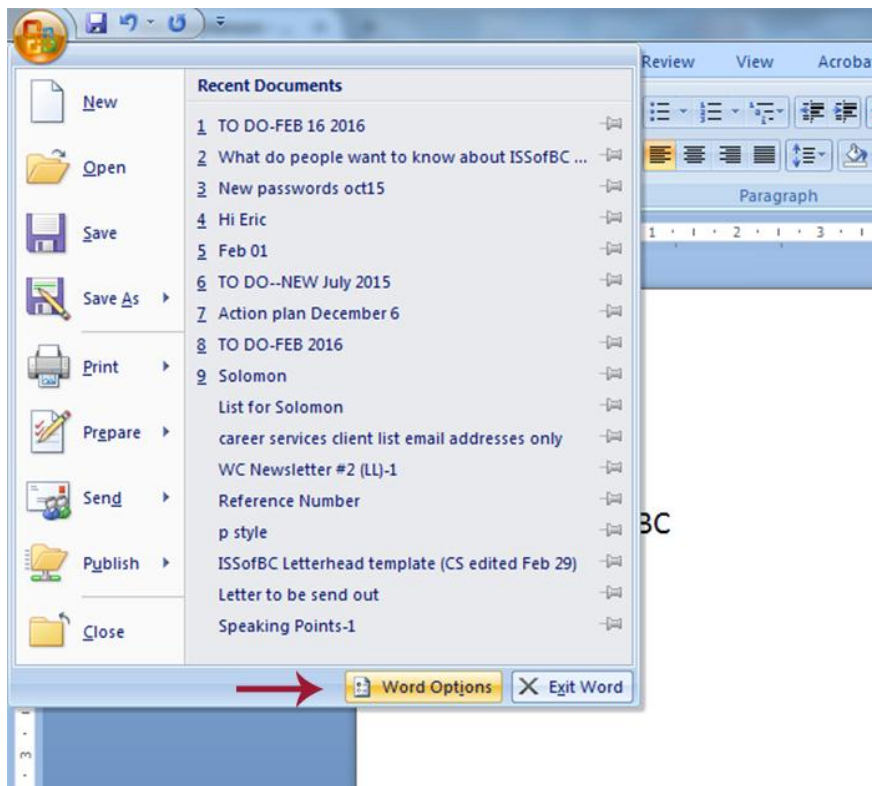 Review View Acroba
New
Open
Save
Save As
Print
Prepare
Send
Publish
Close
Recent Documents
1 TO DO-FEB 16 2016
2 What do people want to know about ISSofBC ...
3 New passwords oct15
4 Hi Eric
5 Feb 01
6 TO DO--NEW July 2015
7 Action plan December 6
8 TO DO-FEB 2016
9 Solomon
List for Solomon
career services client list email addresses only
WC Newsletter #2 (LL)-1
Reference Number
p style
ISSofBC Letterhead template (CS edited Feb 29)
Letter to be send out
Speaking Points-1
Word Options Exit Word
Paragraph
1 2 3
BC
3